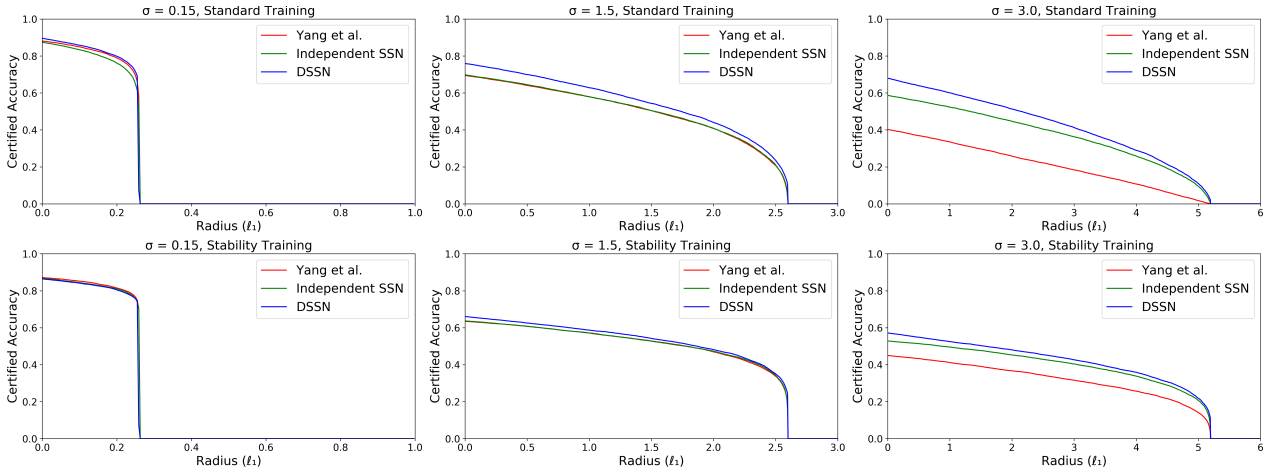 σ = 0.15, Standard Training
Certified Accuracy
1.0
0.8
0.6
0.4
0.2
0.0
Yang et al.
Independent SSN
DSSN
0.0 0.2 0.4 0.6 0.8 1.0
Radius (ℓ₁)
σ = 1.5, Standard Training
Certified Accuracy
1.0
0.8
0.6
0.4
0.2
0.0
Yang et al.
Independent SSN
DSSN
0.0 0.5 1.0 1.5 2.0 2.5 3.0
Radius (ℓ₁)
σ = 3.0, Standard Training
Certified Accuracy
1.0
0.8
0.6
0.4
0.2
0.0
Yang et al.
Independent SSN
DSSN
0 1 2 3 4 5 6
Radius (ℓ₁)
σ = 0.15, Stability Training
Certified Accuracy
1.0
0.8
0.6
0.4
0.2
0.0
Yang et al.
Independent SSN
DSSN
0.0 0.2 0.4 0.6 0.8 1.0
Radius (ℓ₁)
σ = 1.5, Stability Training
Certified Accuracy
1.0
0.8
0.6
0.4
0.2
0.0
Yang et al.
Independent SSN
DSSN
0.0 0.5 1.0 1.5 2.0 2.5 3.0
Radius (ℓ₁)
σ = 3.0, Stability Training
Certified Accuracy
1.0
0.8
0.6
0.4
0.2
0.0
Yang et al.
Independent SSN
DSSN
0 1 2 3 4 5 6
Radius (ℓ₁)